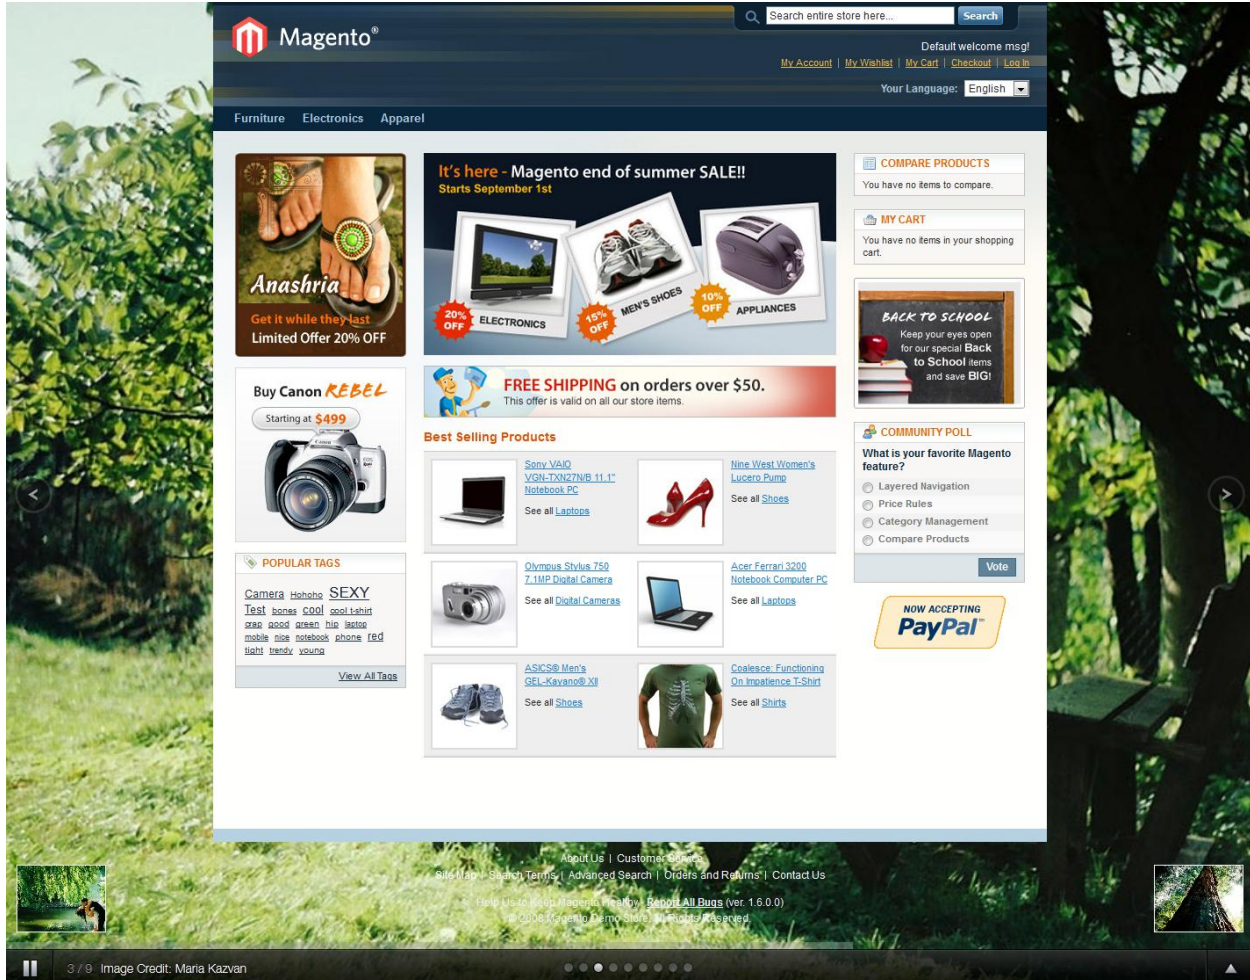 Magento®
Search entire store here...
Search
Default welcome msg!
My Account | My Wishlist | My Cart | Checkout | Log In
Your Language: English
Furniture Electronics Apparel
Anashria
Get it while they last
Limited Offer 20% OFF
Buy Canon REBEL
Starting at $499
Canon
POPULAR TAGS
Camera Hohoho SEXY
Test bones cool cool t-shirt
crap good green hip laptop
mobile nice notebook phone red
tight trendy young
View All Tags
It's here - Magento end of summer SALE!!
Starts September 1st
20% OFF
ELECTRONICS
15% OFF
MEN'S SHOES
10% OFF
APPLIANCES
FREE SHIPPING on orders over $50.
This offer is valid on all our store items.
Best Selling Products
Sony VAIO
VGN-TXN27N/B 11.1"
Notebook PC
See all Laptops
Nine West Women's
Lucero Pump
See all Shoes
Olympus Stylus 750
7.1MP Digital Camera
See all Digital Cameras
Acer Ferrari 3200
Notebook Computer PC
See all Laptops
ASICS® Men's
GEL-Kayano® XII
See all Shoes
Coalesce: Functioning
On Impatience T-Shirt
See all Shirts
COMPARE PRODUCTS
You have no items to compare.
MY CART
You have no items in your shopping
cart.
BACK TO SCHOOL
Keep your eyes open
for our special Back
to School items
and save BIG!
COMMUNITY POLL
What is your favorite Magento
feature?
Layered Navigation
Price Rules
Category Management
Compare Products
Vote
NOW ACCEPTING
PayPal™
About Us | Customer Service
Site Map | Search Terms | Advanced Search | Orders and Returns | Contact Us
Help Us to Keep Magento Healthy - Report All Bugs (ver. 1.6.0.0)
© 2008 Magento Demo Store. All Rights Reserved.
3 / 9 Image Credit: Maria Kazvan